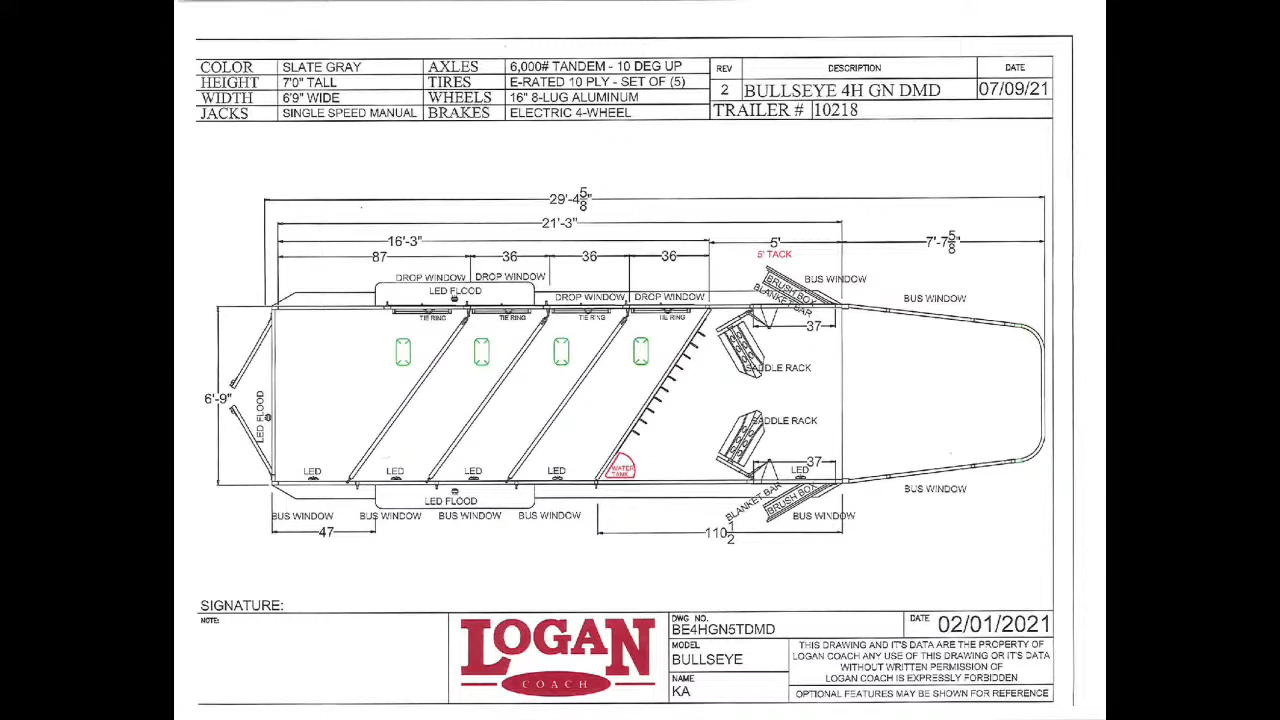 COLOR SLATE GRAY AXLES 6,000# TANDEM - 10 DEG UP REV DESCRIPTION DATE
HEIGHT 7'0" TALL TIRES E-RATED 10 PLY - SET OF (5)
WIDTH 6'9" WIDE WHEELS 16" 8-LUG ALUMINUM 2 BULLSEYE 4H GN DMD 07/09/21
JACKS SINGLE SPEED MANUAL BRAKES ELECTRIC 4-WHEEL TRAILER # 10218
29'-4 5/8"
21'-3"
16'-3" 5' 7'-7 5/8"
87 36 36 36 5' TACK
DROP WINDOW DROP WINDOW BUS WINDOW
LED FLOOD BRUSH BOX
DROP WINDOW DROP WINDOW BLANKET BAR BUS WINDOW
TIE RING TIE RING TIE RING TIE RING 37
SADDLE RACK
6'-9"
LED FLOOD
SADDLE RACK
LED LED LED LED WATER TANK 37 LED
LED FLOOD BLANKET BAR BRUSH BOX BUS WINDOW
BUS WINDOW BUS WINDOW BUS WINDOW BUS WINDOW BUS WINDOW
47 110 1/2
SIGNATURE:
NOTE:
LOGAN
COACH
DWG NO.
BE4HGN5TDMD
DATE 02/01/2021
MODEL
BULLSEYE
NAME
KA
THIS DRAWING AND IT'S DATA ARE THE PROPERTY OF
LOGAN COACH ANY USE OF THIS DRAWING OR IT'S DATA
WITHOUT WRITTEN PERMISSION OF
LOGAN COACH IS EXPRESSLY FORBIDDEN
OPTIONAL FEATURES MAY BE SHOWN FOR REFERENCE